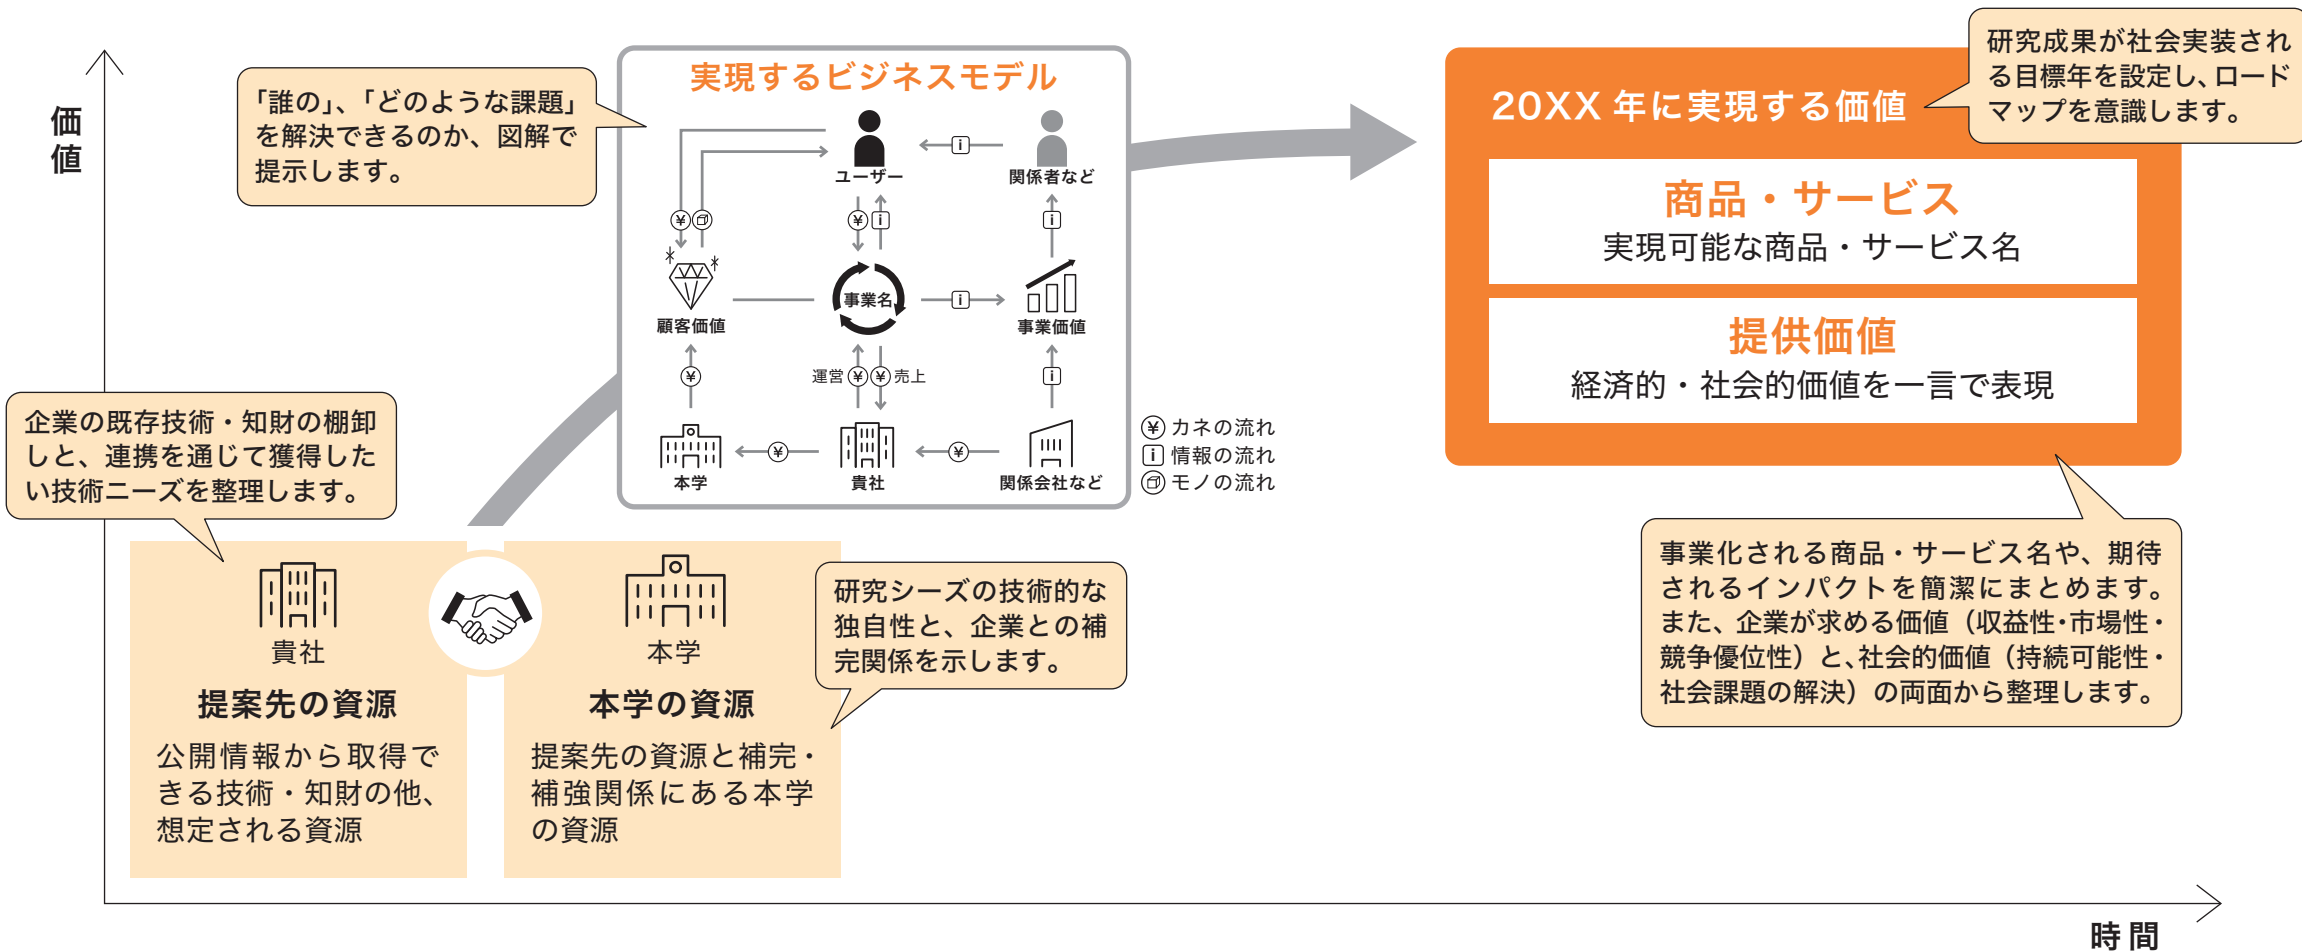 価値
「誰の」、「どのような課題」
を解決できるのか、図解で
提示します。
実現するビジネスモデル
ユーザー
i
関係者など
¥
¥
i
i
顧客価値
事業名
i
事業価値
¥
運営
¥
¥
売上
i
本学
¥
貴社
¥
関係会社など
¥ カネの流れ
i 情報の流れ
モノの流れ
研究成果が社会実装され
る目標年を設定し、ロード
マップを意識します。
20XX 年に実現する価値
商品・サービス
実現可能な商品・サービス名
提供価値
経済的・社会的価値を一言で表現
事業化される商品・サービス名や、期待
されるインパクトを簡潔にまとめます。
また、企業が求める価値（収益性・市場性・
競争優位性）と、社会的価値（持続可能性・
社会課題の解決）の両面から整理します。
企業の既存技術・知財の棚卸
しと、連携を通じて獲得した
い技術ニーズを整理します。
貴社
提案先の資源
公開情報から取得で
きる技術・知財の他、
想定される資源
本学
本学の資源
提案先の資源と補完・
補強関係にある本学
の資源
研究シーズの技術的な
独自性と、企業との補
完関係を示します。
時間